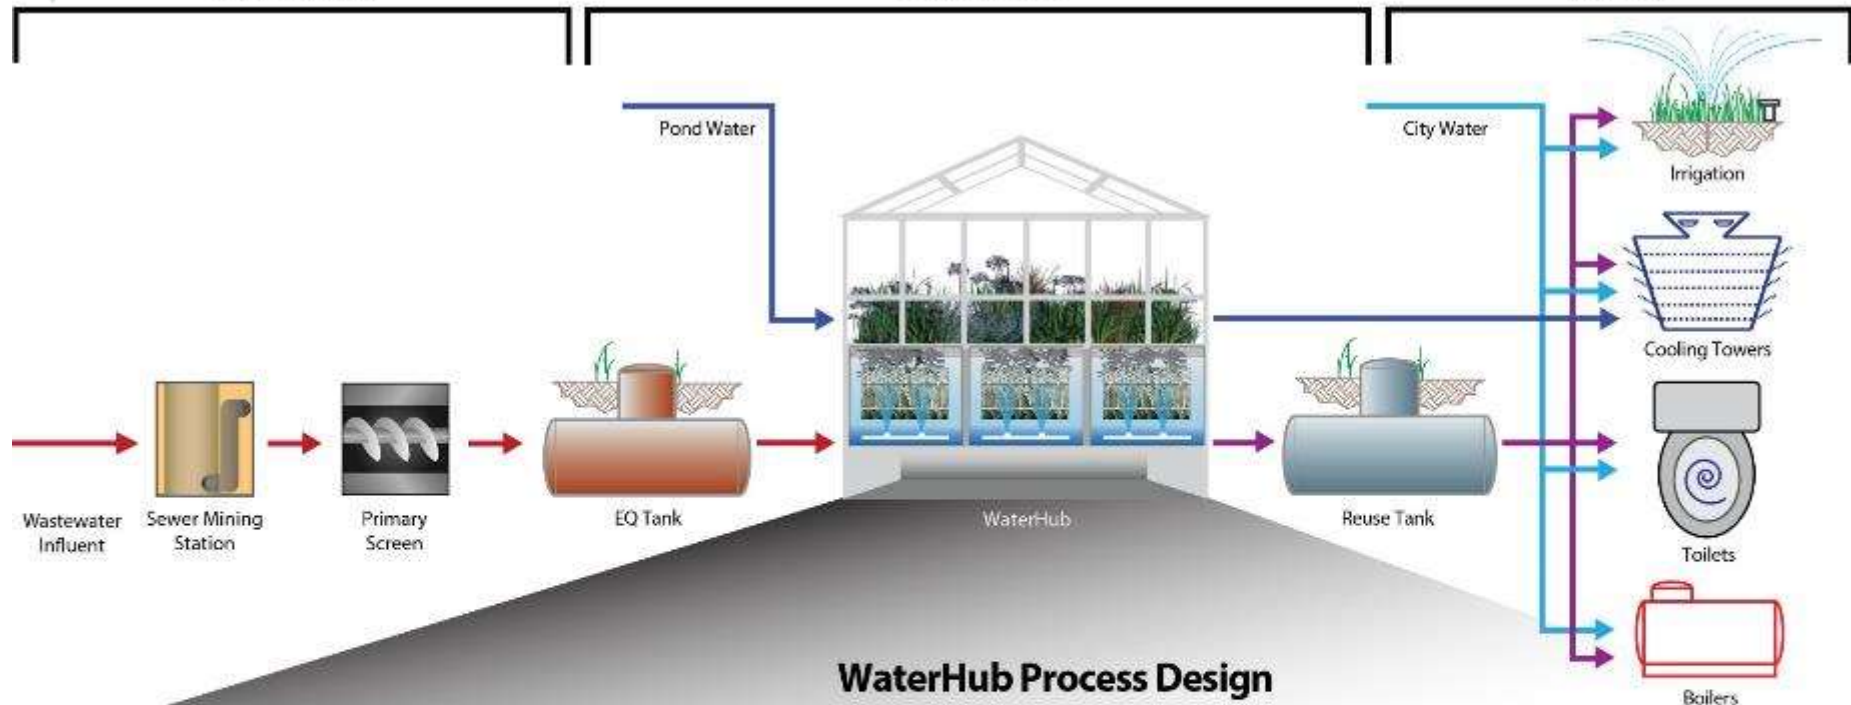 Pond Water
City Water
Irrigation
Cooling Towers
Wastewater
Influent
Sewer Mining
Station
Primary
Screen
EQ Tank
WaterHub
Reuse Tank
Toilets
Boilers
WaterHub Process Design